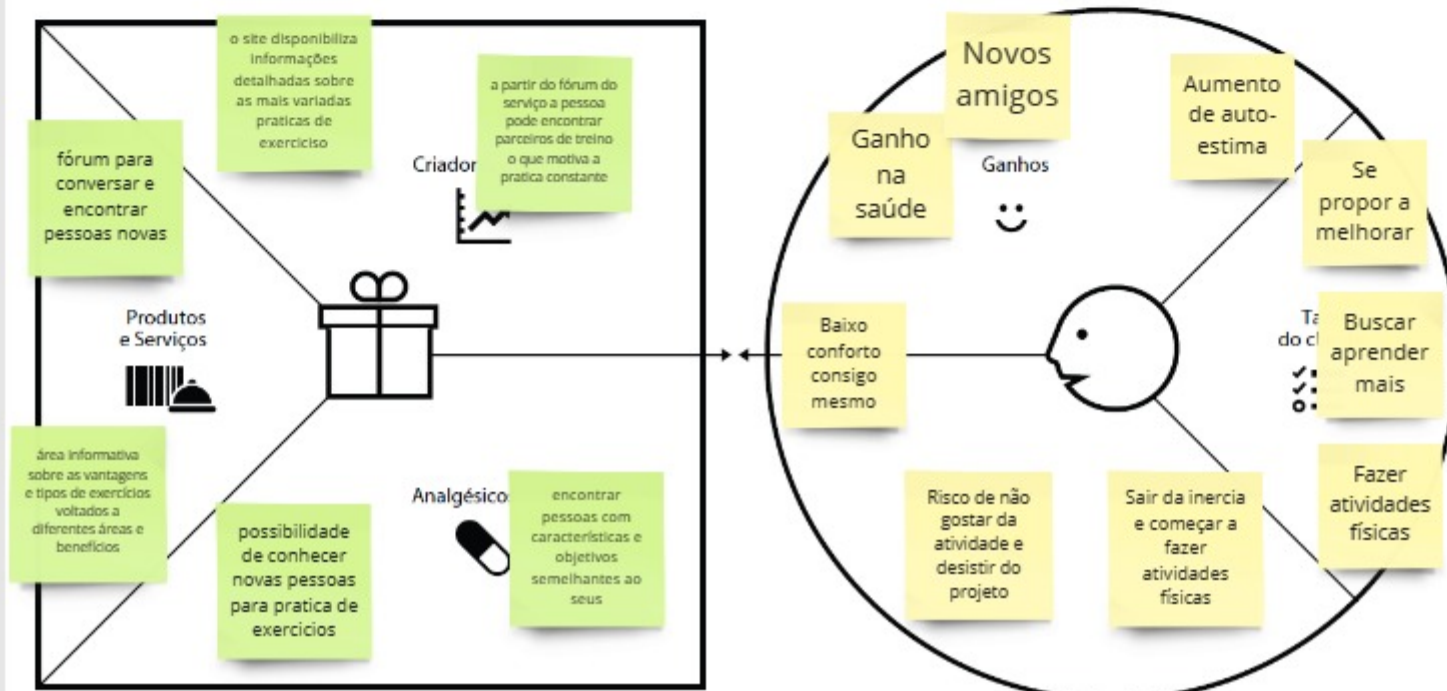 o site disponibiliza
informações
detalhadas sobre
as mais variadas
praticas de
exerciciso
a partir do fórum do
serviço a pessoa
pode encontrar
parceiros de treino
o que motiva a
pratica constante
fórum para
conversar e
encontrar
pessoas novas
Criador
Produtos
e Serviços
área informativa
sobre as vantagens
e tipos de exercícios
voltados a
diferentes áreas e
benefícios
possibilidade
de conhecer
novas pessoas
para pratica de
exercicios
Analgésico
encontrar
pessoas com
características e
objetivos
semelhantes ao
seus
Novos
amigos
Ganho
na
saúde
Ganhos
Aumento
de auto-
estima
Se
propor a
melhorar
Baixo
conforto
consigo
mesmo
Buscar
aprender
mais
Risco de não
gostar da
atividade e
desistir do
projeto
Sair da inercia
e começar a
fazer
atividades
físicas
Fazer
atividades
físicas